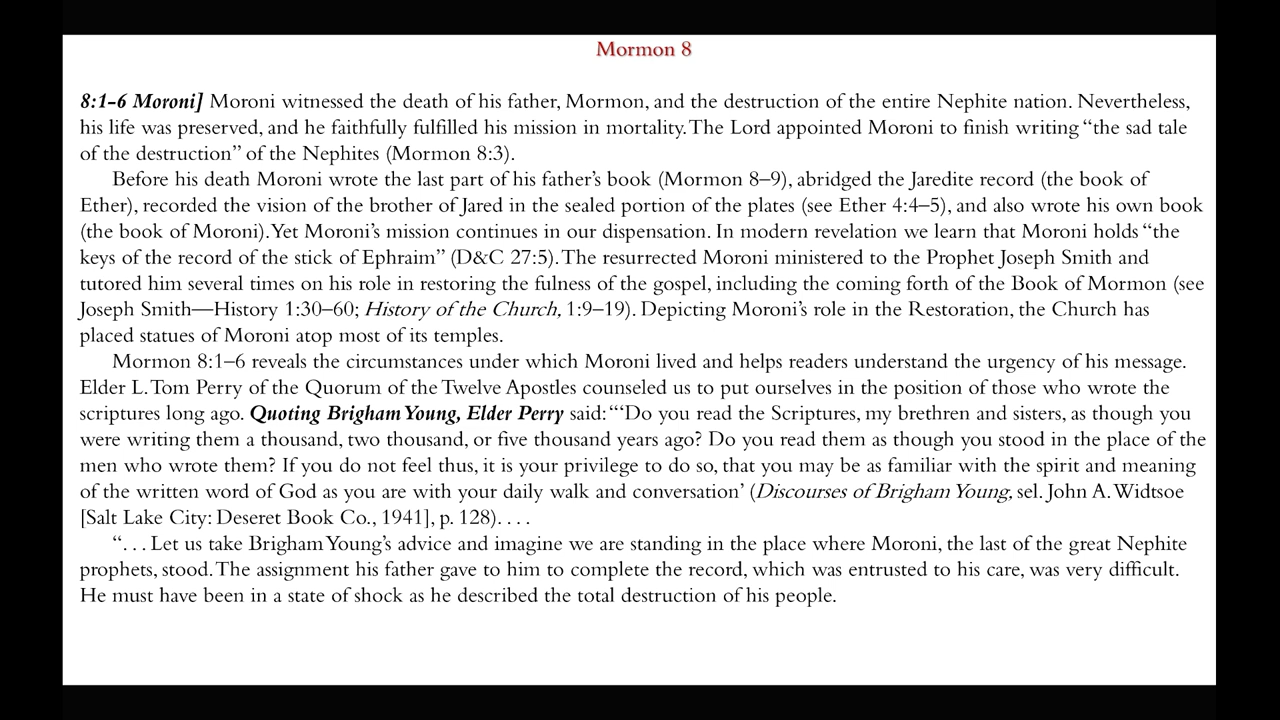 Mormon 8
8:1-6 Moroni] Moroni witnessed the death of his father, Mormon, and the destruction of the entire Nephite nation. Nevertheless,
his life was preserved, and he faithfully fulfilled his mission in mortality. The Lord appointed Moroni to finish writing “the sad tale
of the destruction” of the Nephites (Mormon 8:3).
Before his death Moroni wrote the last part of his father’s book (Mormon 8–9), abridged the Jaredite record (the book of
Ether), recorded the vision of the brother of Jared in the sealed portion of the plates (see Ether 4:4–5), and also wrote his own book
(the book of Moroni). Yet Moroni’s mission continues in our dispensation. In modern revelation we learn that Moroni holds “the
keys of the record of the stick of Ephraim” (D&C 27:5). The resurrected Moroni ministered to the Prophet Joseph Smith and
tutored him several times on his role in restoring the fulness of the gospel, including the coming forth of the Book of Mormon (see
Joseph Smith—History 1:30–60; History of the Church, 1:9–19). Depicting Moroni’s role in the Restoration, the Church has
placed statues of Moroni atop most of its temples.
Mormon 8:1–6 reveals the circumstances under which Moroni lived and helps readers understand the urgency of his message.
Elder L. Tom Perry of the Quorum of the Twelve Apostles counseled us to put ourselves in the position of those who wrote the
scriptures long ago. Quoting Brigham Young, Elder Perry said: “‘Do you read the Scriptures, my brethren and sisters, as though you
were writing them a thousand, two thousand, or five thousand years ago? Do you read them as though you stood in the place of the
men who wrote them? If you do not feel thus, it is your privilege to do so, that you may be as familiar with the spirit and meaning
of the written word of God as you are with your daily walk and conversation’ (Discourses of Brigham Young, sel. John A. Widtsoe
[Salt Lake City: Deseret Book Co., 1941], p. 128). . . .
“. . . Let us take Brigham Young’s advice and imagine we are standing in the place where Moroni, the last of the great Nephite
prophets, stood. The assignment his father gave to him to complete the record, which was entrusted to his care, was very difficult.
He must have been in a state of shock as he described the total destruction of his people.